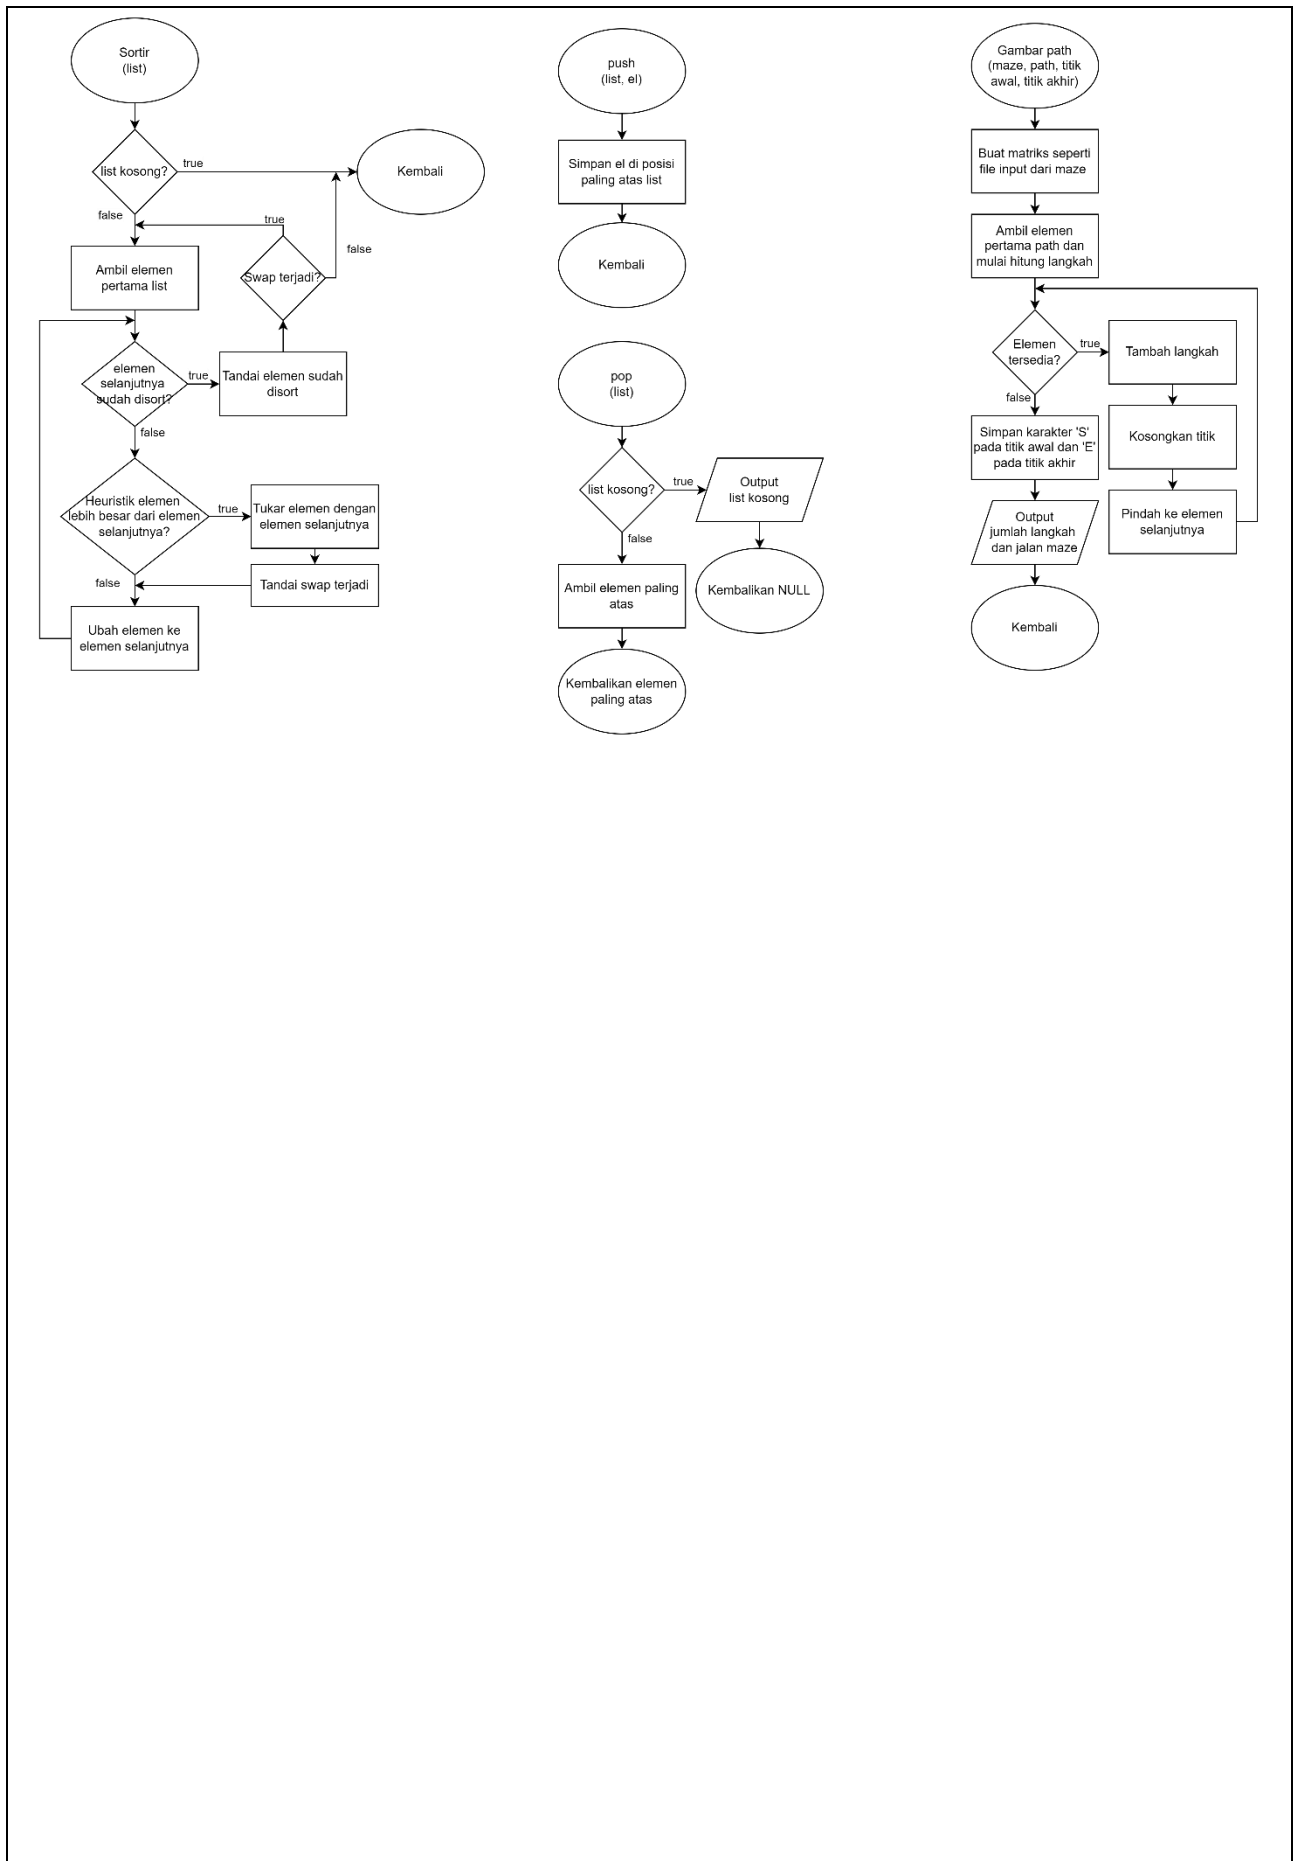 Sortir
(list)
list kosong?
true
Kembali
false
true
Ambil elemen
pertama list
Swap terjadi?
false
elemen
selanjutnya
sudah disort?
true
Tandai elemen sudah
disort
false
Heuristik elemen
lebih besar dari elemen
selanjutnya?
true
Tukar elemen dengan
elemen selanjutnya
Tandai swap terjadi
false
Ubah elemen ke
elemen selanjutnya
push
(list, el)
Simpan el di posisi
paling atas list
Kembali
pop
(list)
list kosong?
true
Output
list kosong
false
Kembalikan NULL
Ambil elemen paling
atas
Kembalikan elemen
paling atas
Gambar path
(maze, path, titik
awal, titik akhir)
Buat matriks seperti
file input dari maze
Ambil elemen
pertama path dan
mulai hitung langkah
Elemen
tersedia?
true
Tambah langkah
false
Kosongkan titik
Pindah ke elemen
selanjutnya
Simpan karakter 'S'
pada titik awal dan 'E'
pada titik akhir
Output
jumlah langkah
dan jalan maze
Kembali